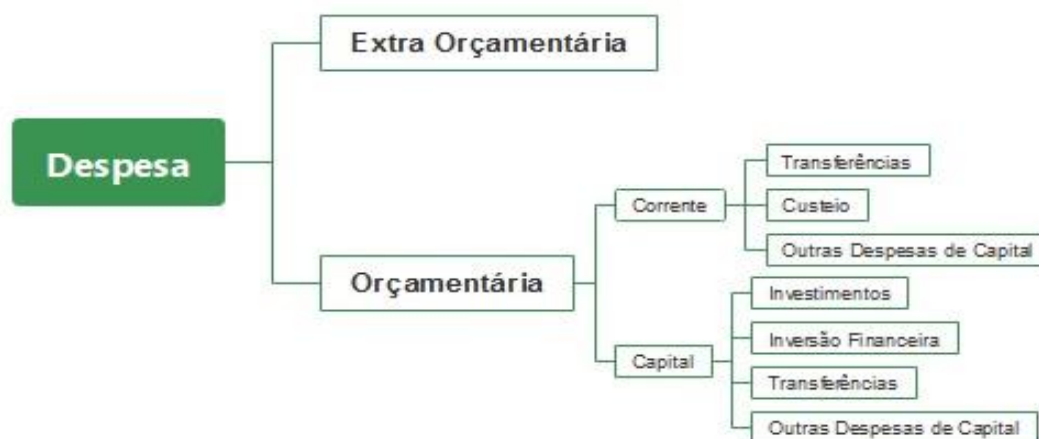 Extra Orçamentária
Despesa
Transferências
Corrente
Custeio
Outras Despesas de Capital
Orçamentária
Investimentos
Inversão Financeira
Capital
Transferências
Outras Despesas de Capital